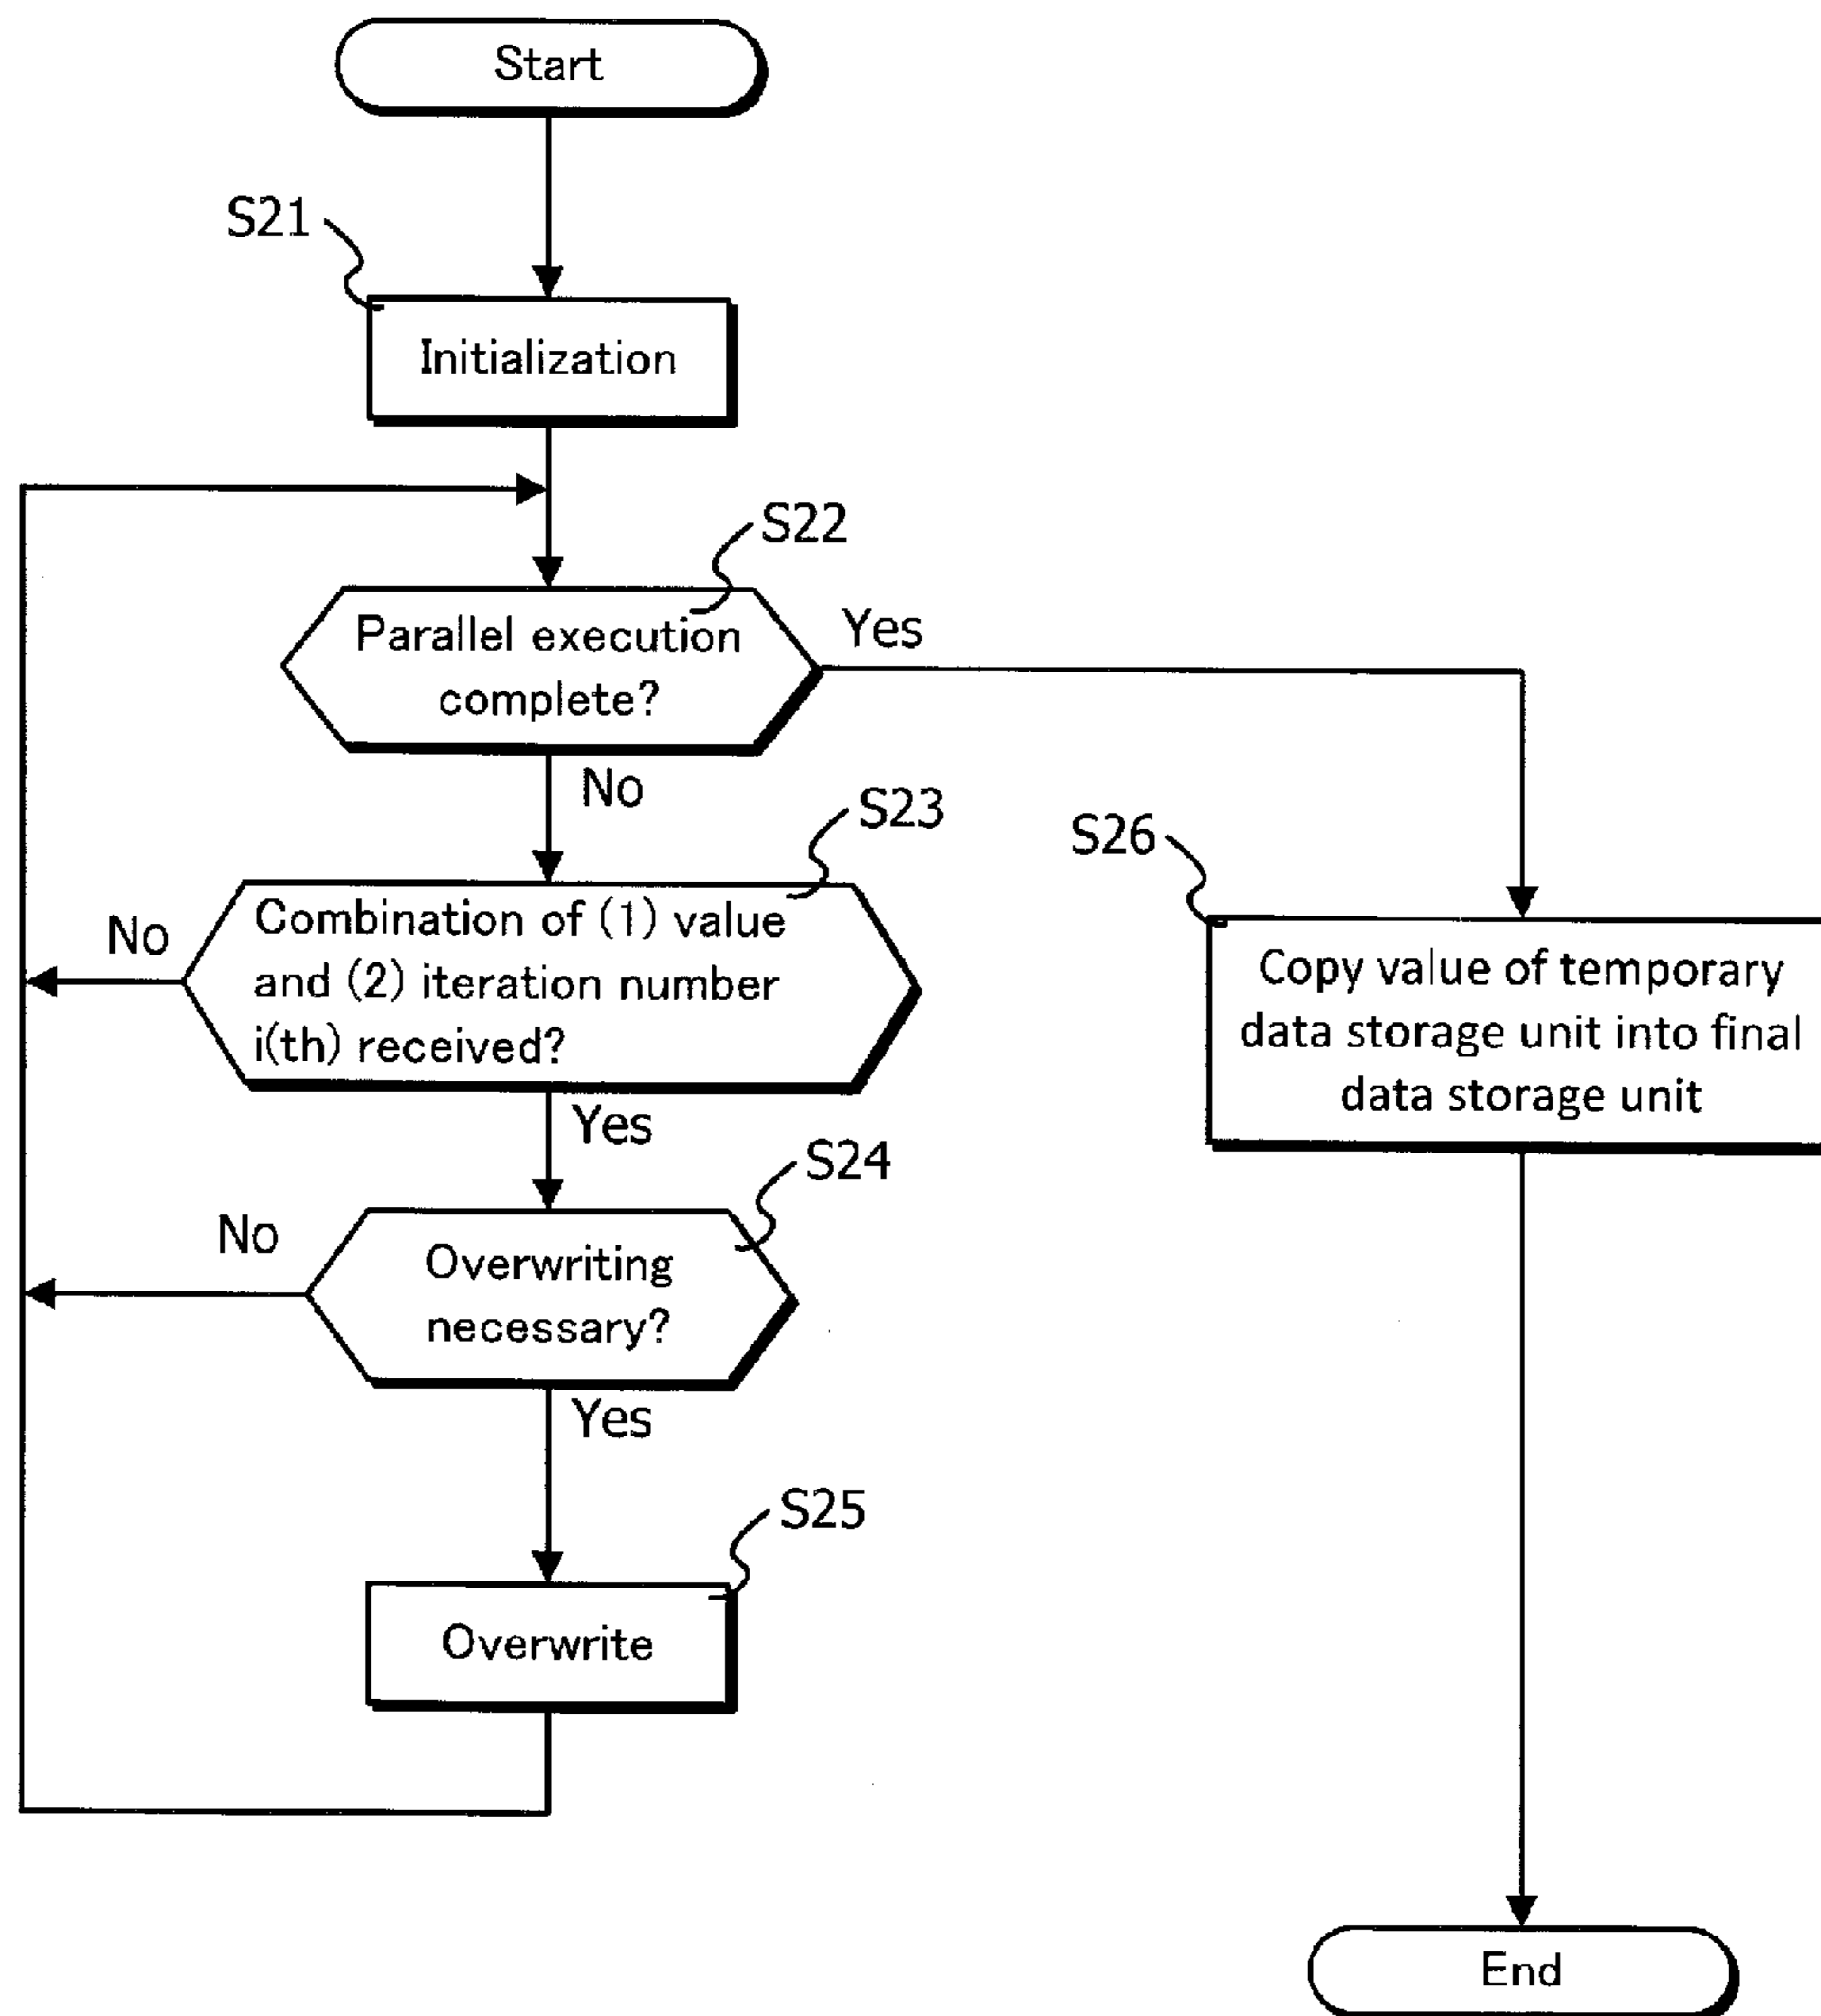 Start
S21
Initialization
S22
Parallel execution
complete?
Yes
No
S23
Combination of (1) value
and (2) iteration number
i(th) received?
No
Yes
S26
Copy value of temporary
data storage unit into final
data storage unit
S24
Overwriting
necessary?
No
Yes
S25
Overwrite
End